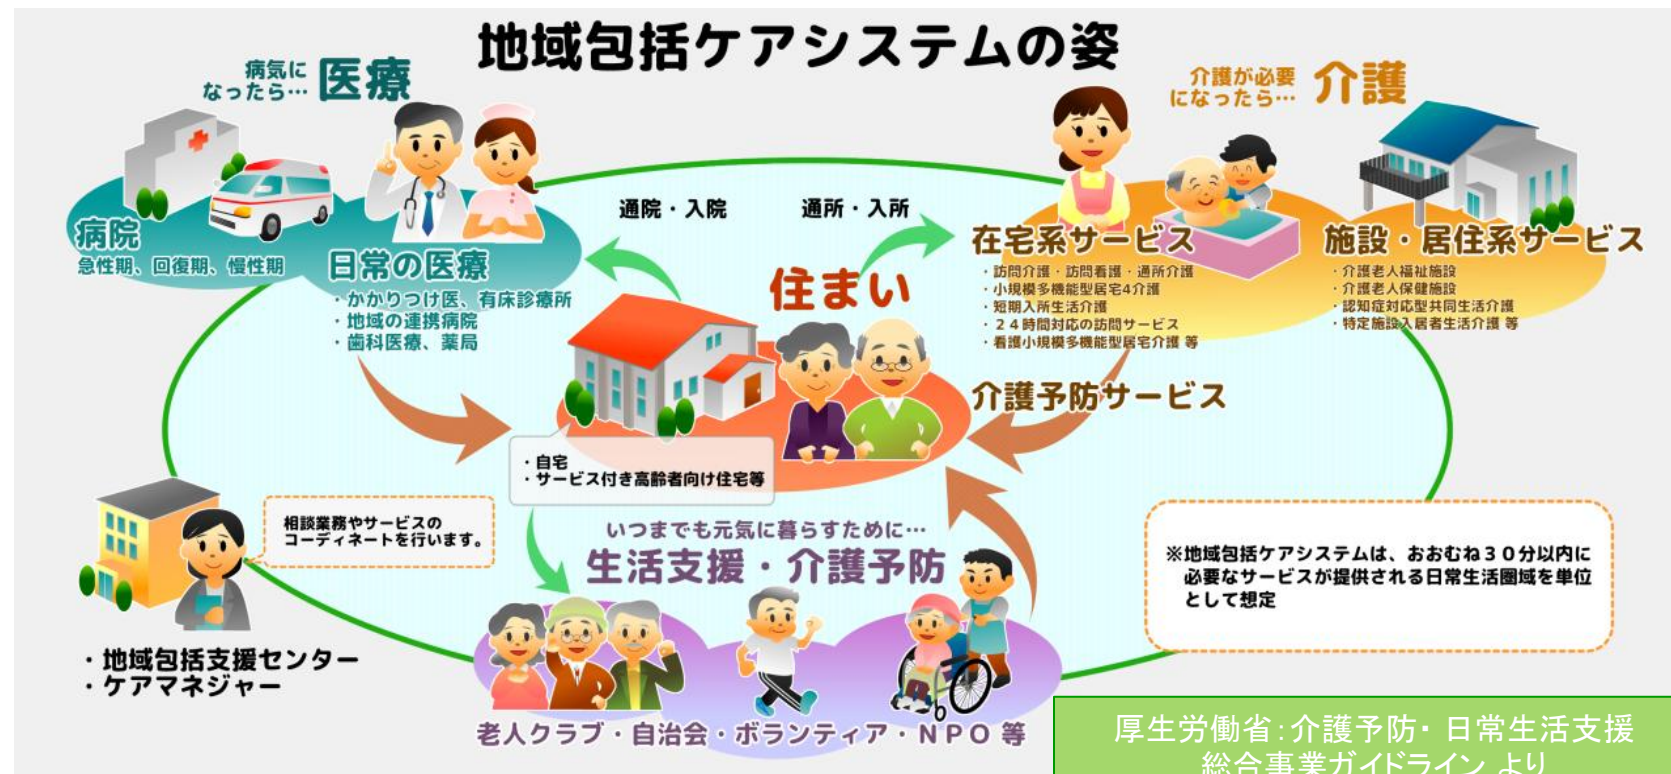 地域包括ケアシステムの姿
病気に
なったら…
医療
病院
急性期、回復期、慢性期
日常の医療
・かかりつけ医、有床診療所
・地域の連携病院
・歯科医療、薬局
通院・入院
通所・入所
介護が必要
になったら…
介護
在宅系サービス
・訪問介護・訪問看護・通所介護
・小規模多機能型居宅4介護
・短期入所生活介護
・２４時間対応の訪問サービス
・看護小規模多機能型居宅介護 等
施設・居住系サービス
・介護老人福祉施設
・介護老人保健施設
・認知症対応型共同生活介護
・特定施設入居者生活介護 等
介護予防サービス
住まい
・自宅
・サービス付き高齢者向け住宅等
相談業務やサービスの
コーディネートを行います。
・地域包括支援センター
・ケアマネジャー
いつまでも元気に暮らすために…
生活支援・介護予防
老人クラブ・自治会・ボランティア・ＮＰＯ 等
※地域包括ケアシステムは、おおむね３０分以内に
必要なサービスが提供される日常生活圏域を単位
として想定
厚生労働省：介護予防・ 日常生活支援
総合事業ガイドライン より